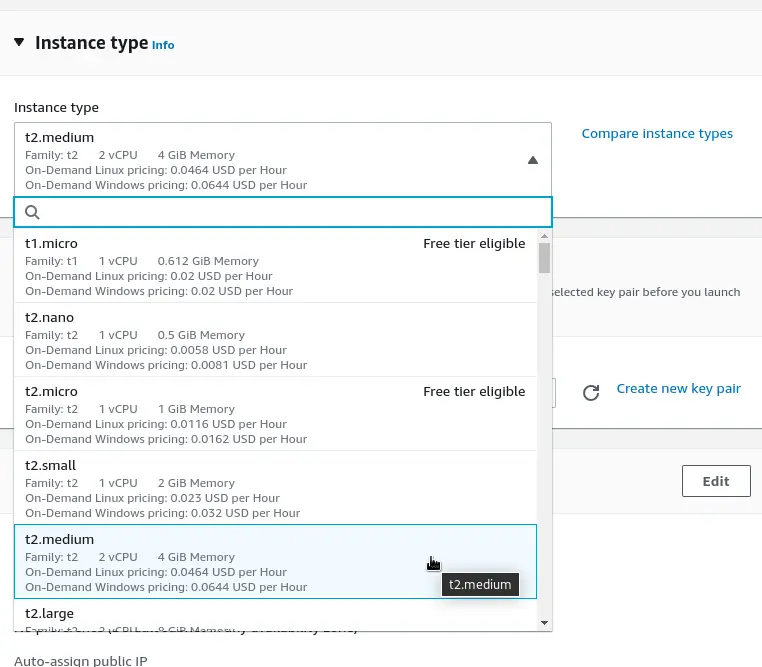 Instance type Info
Instance type
t2.medium
Family: t2 2 vCPU 4 GiB Memory
On-Demand Linux pricing: 0.0464 USD per Hour
On-Demand Windows pricing: 0.0644 USD per Hour
Compare instance types
t1.micro Free tier eligible
Family: t1 1 vCPU 0.612 GiB Memory
On-Demand Linux pricing: 0.02 USD per Hour
On-Demand Windows pricing: 0.02 USD per Hour
selected key pair before you launch
t2.nano
Family: t2 1 vCPU 0.5 GiB Memory
On-Demand Linux pricing: 0.0058 USD per Hour
On-Demand Windows pricing: 0.0081 USD per Hour
t2.micro Free tier eligible
Family: t2 1 vCPU 1 GiB Memory
On-Demand Linux pricing: 0.0116 USD per Hour
On-Demand Windows pricing: 0.0162 USD per Hour
Create new key pair
t2.small
Family: t2 1 vCPU 2 GiB Memory
On-Demand Linux pricing: 0.023 USD per Hour
On-Demand Windows pricing: 0.032 USD per Hour
Edit
t2.medium
Family: t2 2 vCPU 4 GiB Memory
On-Demand Linux pricing: 0.0464 USD per Hour
On-Demand Windows pricing: 0.0644 USD per Hour
t2.medium
t2.large
Family: t2 2 vCPU 8 GiB Memory
Auto-assign public IP